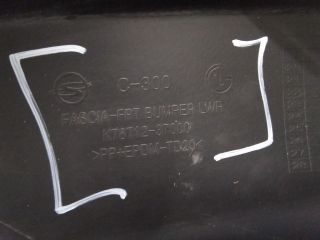 C-300
FASCIA-FRT BUMPER LWR
>PP+EPDM-TD20<